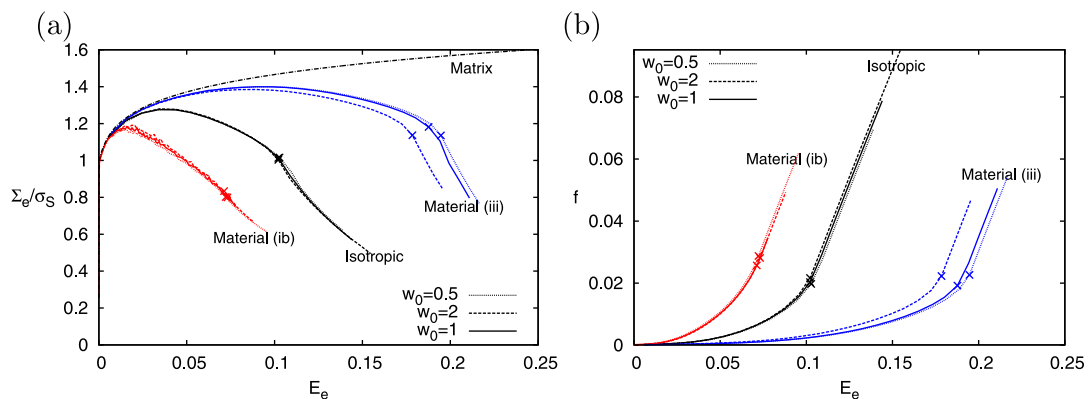 (a)
1.6
1.4
1.2
1
0.8
0.6
0.4
0.2
0
Σe/σS
Matrix
Material (iii)
Material (ib)
Isotropic
w0=0.5
w0=2
w0=1
0 0.05 0.1 0.15 0.2 0.25
Ee
(b)
0.08
0.06
0.04
0.02
0
f
w0=0.5
w0=2
w0=1
Isotropic
Material (ib)
Material (iii)
0 0.05 0.1 0.15 0.2 0.25
Ee